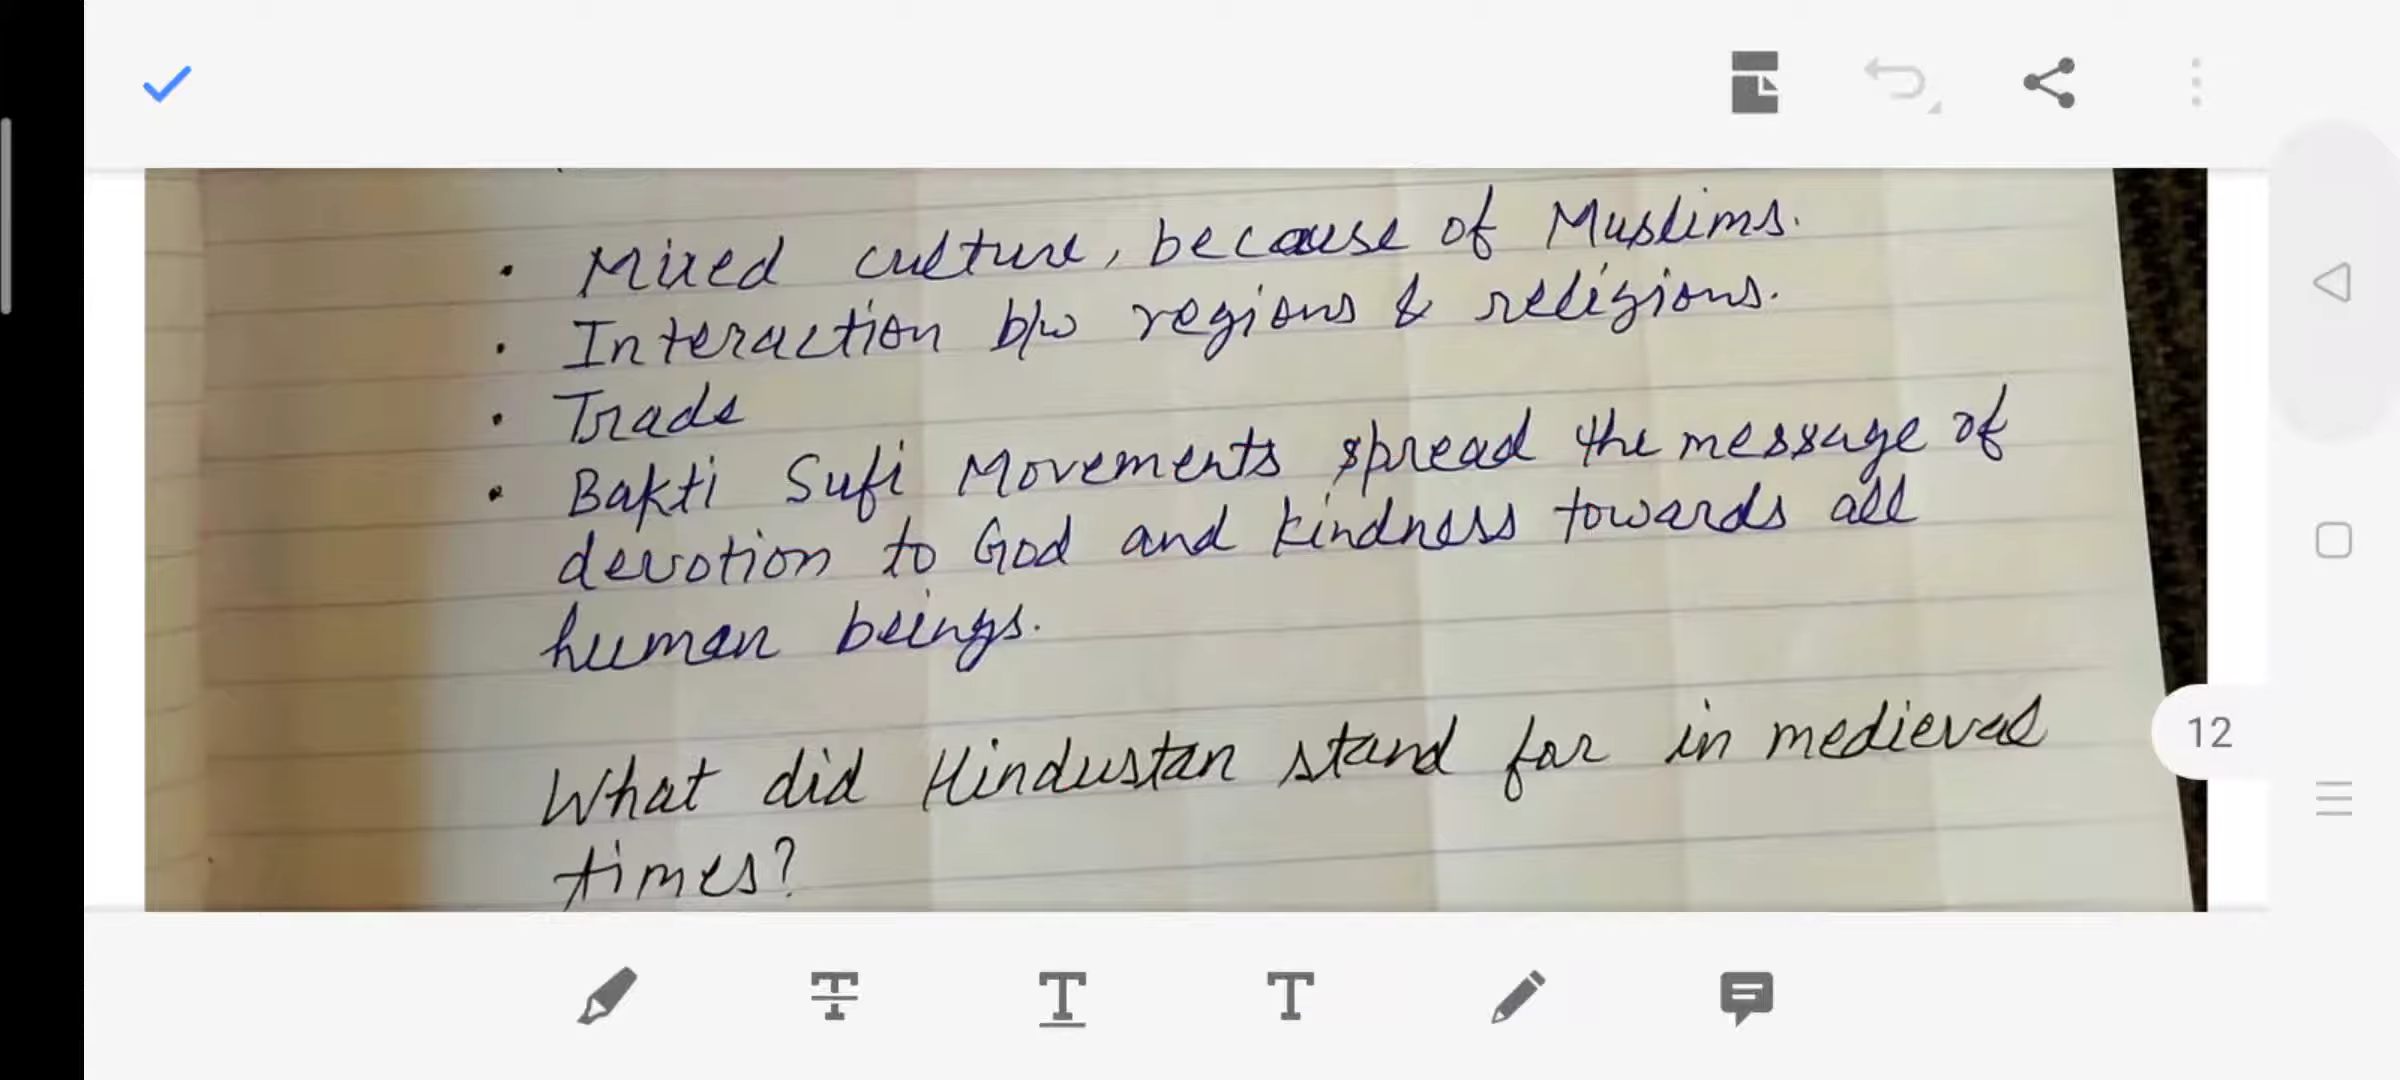 • Mixed culture, because of Muslims.
• Interaction b/w regions & religions.
• Trade
• Bakti Sufi Movements spread the message of
devotion to God and kindness towards all
human beings.
What did Hindustan stand for in medieval
times?
12